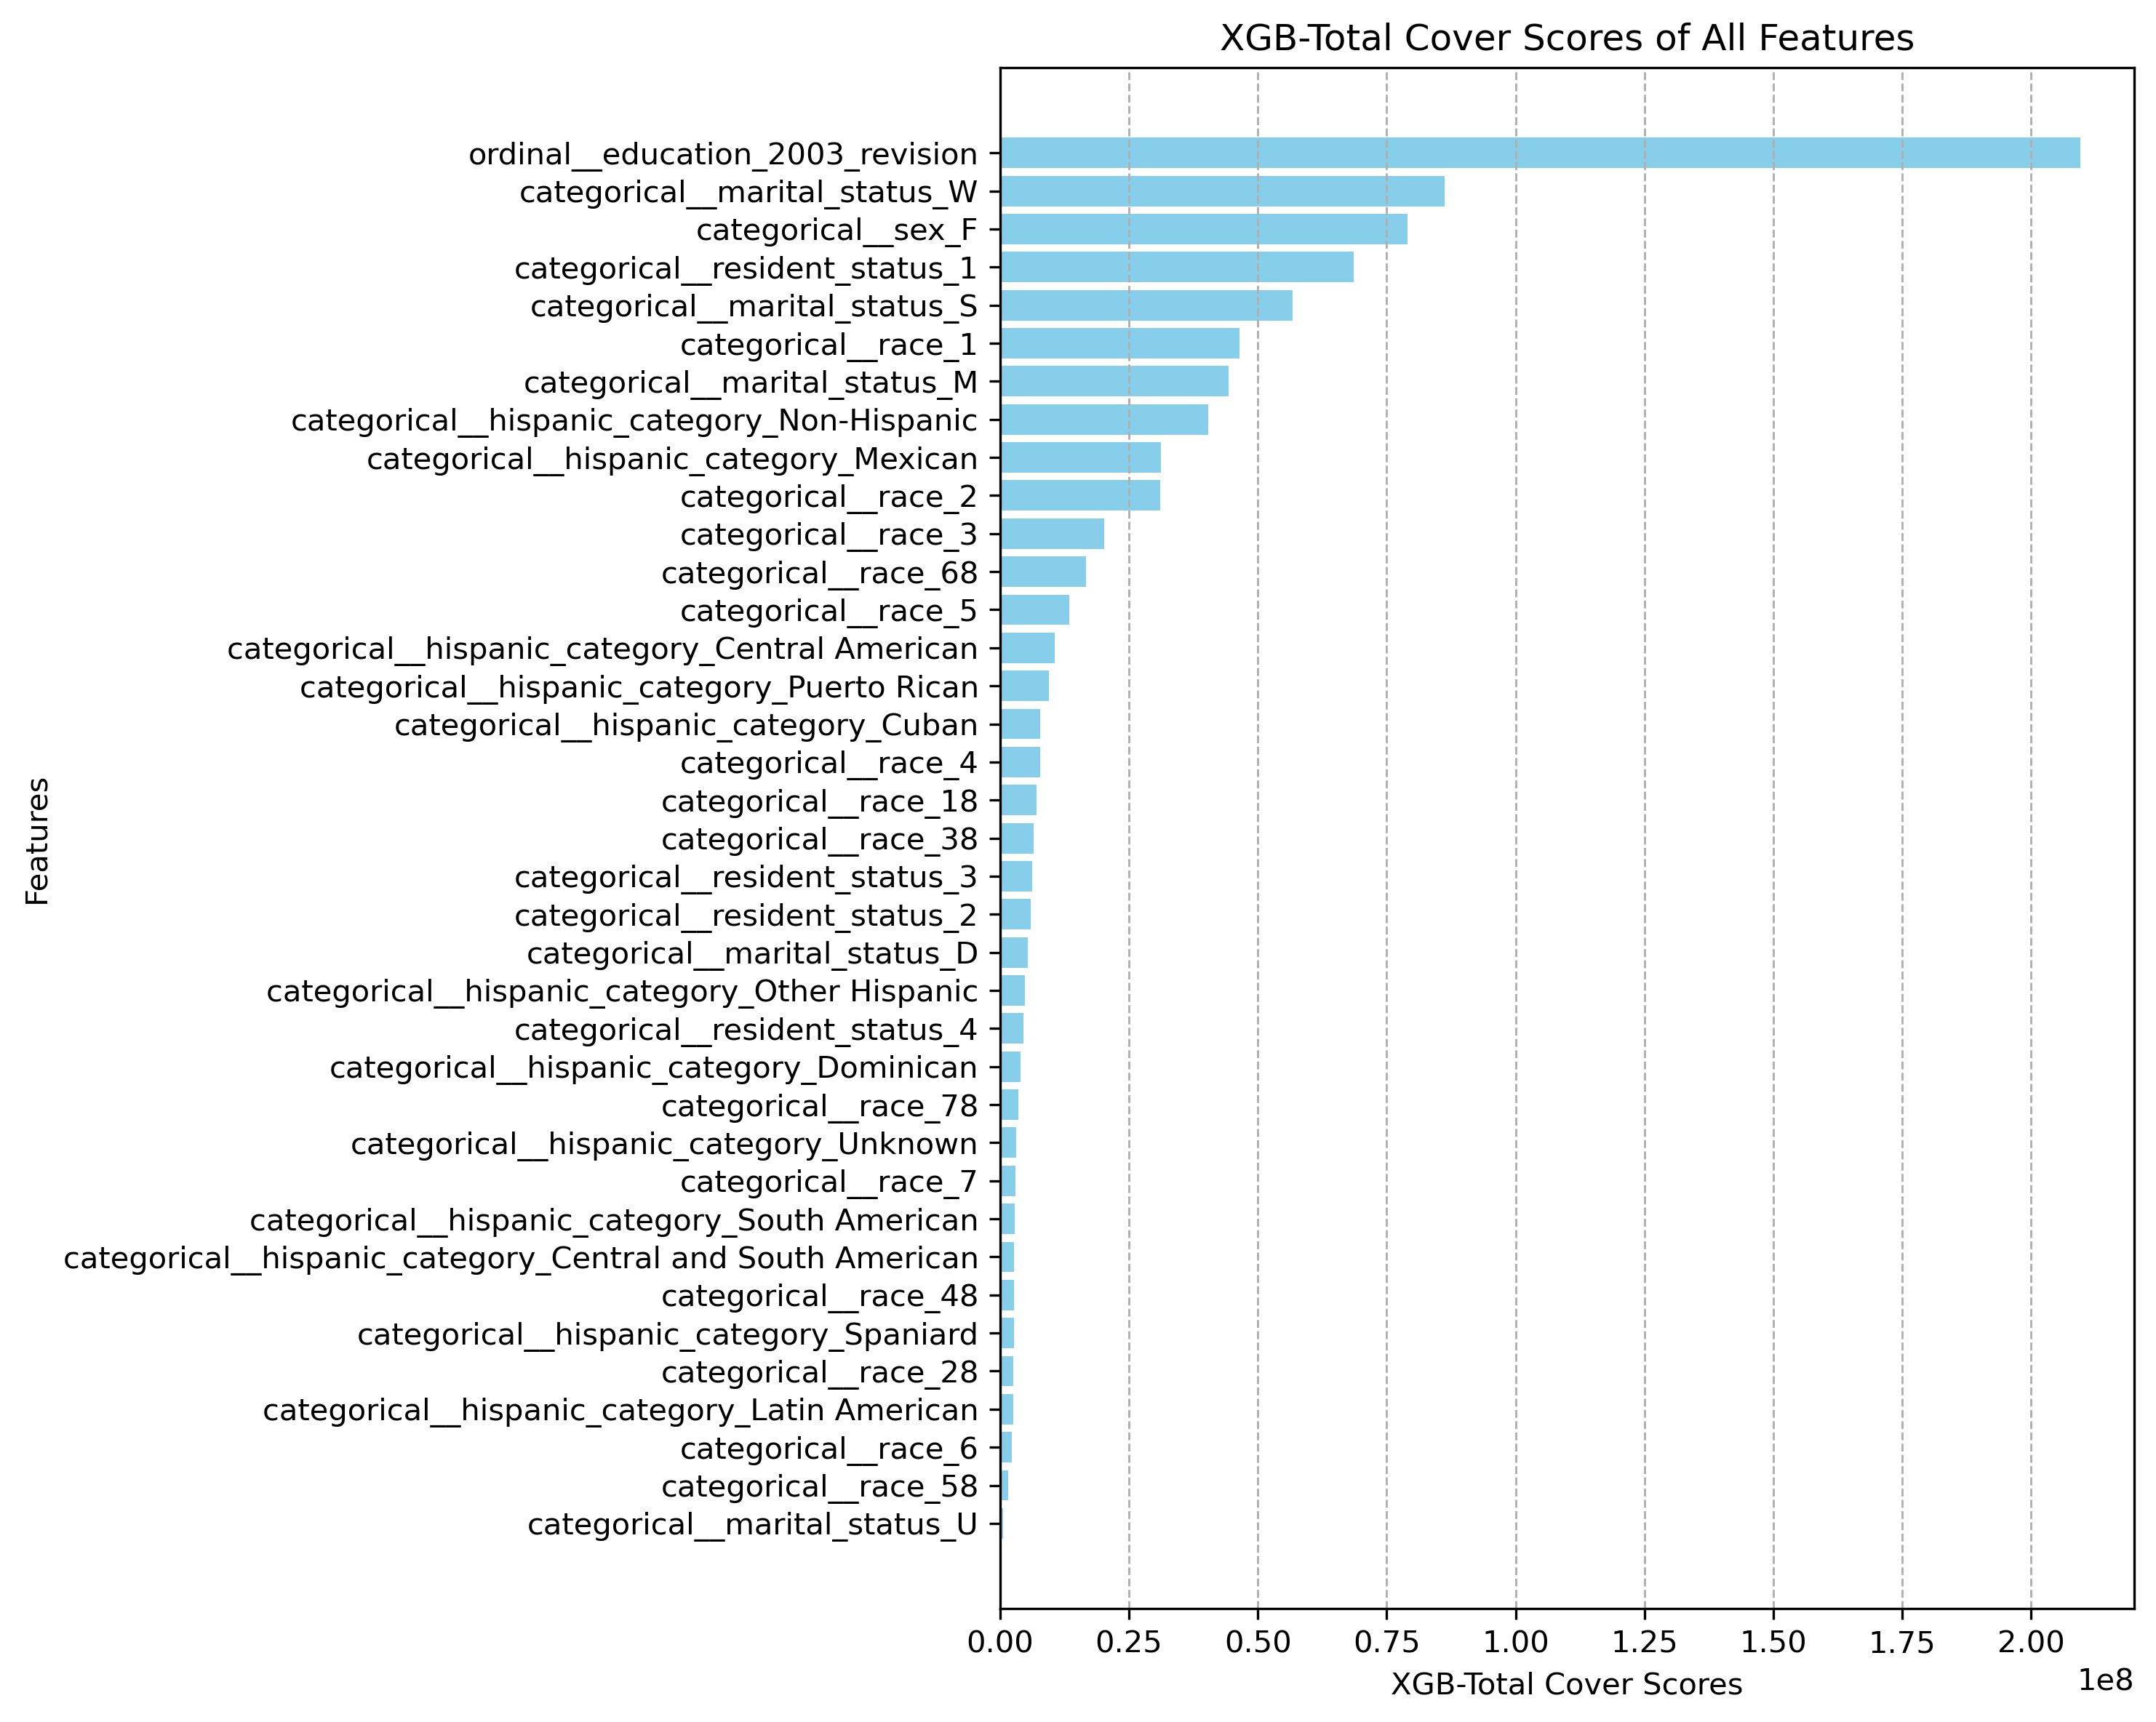 XGB-Total Cover Scores of All Features
Features
ordinal__education_2003_revision
categorical__marital_status_W
categorical__sex_F
categorical__resident_status_1
categorical__marital_status_S
categorical__race_1
categorical__marital_status_M
categorical__hispanic_category_Non-Hispanic
categorical__hispanic_category_Mexican
categorical__race_2
categorical__race_3
categorical__race_68
categorical__race_5
categorical__hispanic_category_Central American
categorical__hispanic_category_Puerto Rican
categorical__hispanic_category_Cuban
categorical__race_4
categorical__race_18
categorical__race_38
categorical__resident_status_3
categorical__resident_status_2
categorical__marital_status_D
categorical__hispanic_category_Other Hispanic
categorical__resident_status_4
categorical__hispanic_category_Dominican
categorical__race_78
categorical__hispanic_category_Unknown
categorical__race_7
categorical__hispanic_category_South American
categorical__hispanic_category_Central and South American
categorical__race_48
categorical__hispanic_category_Spaniard
categorical__race_28
categorical__hispanic_category_Latin American
categorical__race_6
categorical__race_58
categorical__marital_status_U
0.00 0.25 0.50 0.75 1.00 1.25 1.50 1.75 2.00
1e8
XGB-Total Cover Scores